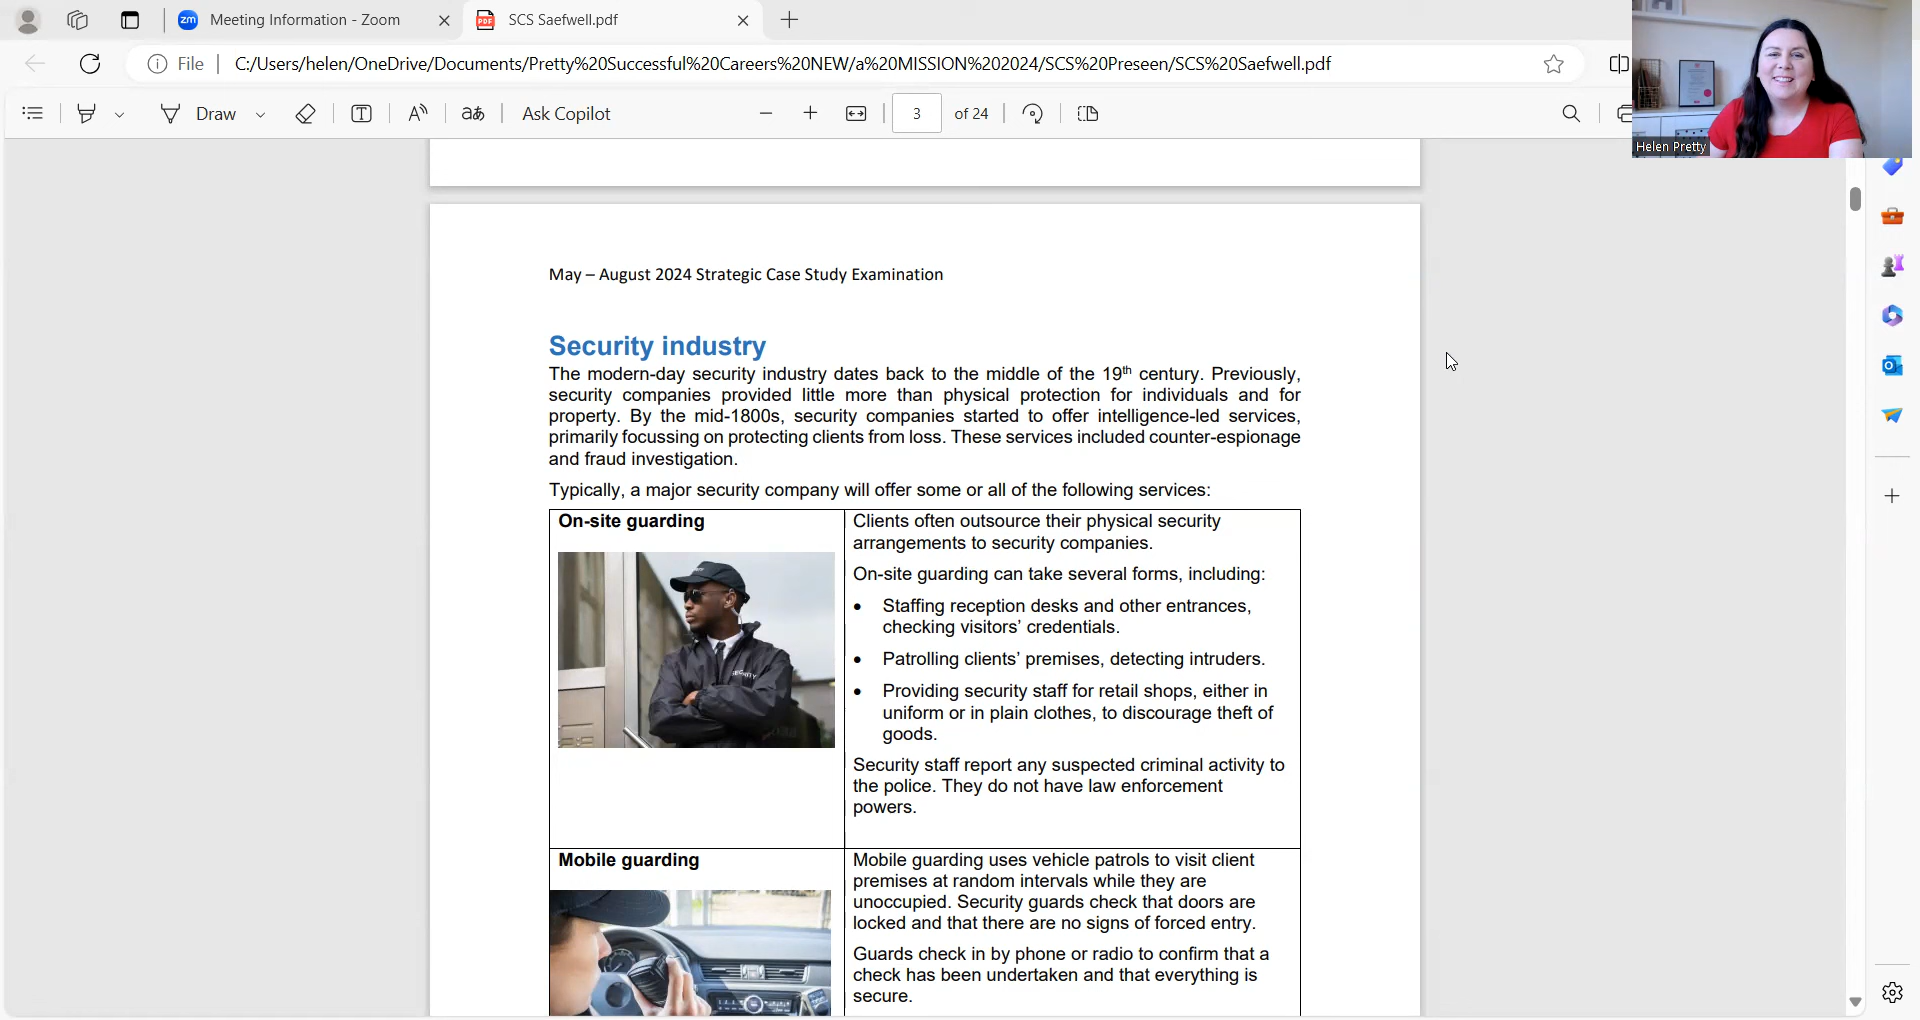 Meeting Information - Zoom
SCS Saefwell.pdf
File
C:/Users/helen/OneDrive/Documents/Pretty%20Successful%20Careers%20NEW/a%20MISSION%202024/SCS%20Preseen/SCS%20Saefwell.pdf
Draw
Ask Copilot
3 of 24
Helen Pretty
May – August 2024 Strategic Case Study Examination
Security industry
The modern-day security industry dates back to the middle of the 19th century. Previously,
security companies provided little more than physical protection for individuals and for
property. By the mid-1800s, security companies started to offer intelligence-led services,
primarily focussing on protecting clients from loss. These services included counter-espionage
and fraud investigation.
Typically, a major security company will offer some or all of the following services:
On-site guarding
SECURITY
Clients often outsource their physical security
arrangements to security companies.
On-site guarding can take several forms, including:
• Staffing reception desks and other entrances,
checking visitors’ credentials.
• Patrolling clients’ premises, detecting intruders.
• Providing security staff for retail shops, either in
uniform or in plain clothes, to discourage theft of
goods.
Security staff report any suspected criminal activity to
the police. They do not have law enforcement
powers.
Mobile guarding
Mobile guarding uses vehicle patrols to visit client
premises at random intervals while they are
unoccupied. Security guards check that doors are
locked and that there are no signs of forced entry.
Guards check in by phone or radio to confirm that a
check has been undertaken and that everything is
secure.